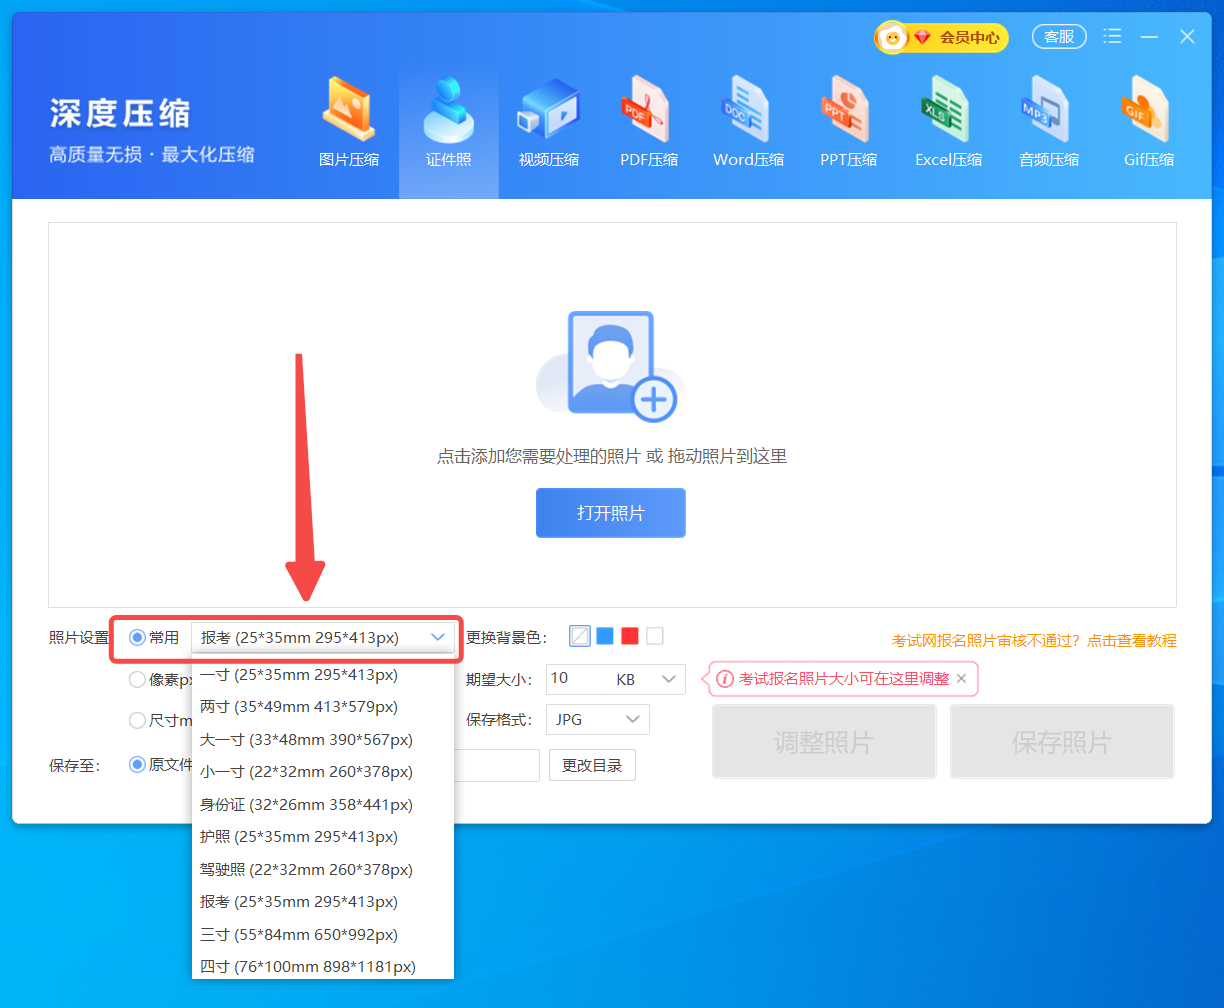 会员中心
客服
深度压缩
高质量无损·最大化压缩
图片压缩
证件照
视频压缩
PDF
PDF压缩
DOC
Word压缩
PPT
PPT压缩
XLS
Excel压缩
MP3
音频压缩
GIF
Gif压缩
点击添加您需要处理的照片 或 拖动照片到这里
打开照片
照片设置:
常用
报考 (25*35mm 295*413px)
更换背景色:
考试网报名照片审核不通过？点击查看教程
像素px
期望大小:
10
KB
考试报名照片大小可在这里调整
尺寸m
保存格式:
JPG
调整照片
保存照片
保存至:
原文件
更改目录
一寸 (25*35mm 295*413px)
两寸 (35*49mm 413*579px)
大一寸 (33*48mm 390*567px)
小一寸 (22*32mm 260*378px)
身份证 (32*26mm 358*441px)
护照 (25*35mm 295*413px)
驾驶照 (22*32mm 260*378px)
报考 (25*35mm 295*413px)
三寸 (55*84mm 650*992px)
四寸 (76*100mm 898*1181px)